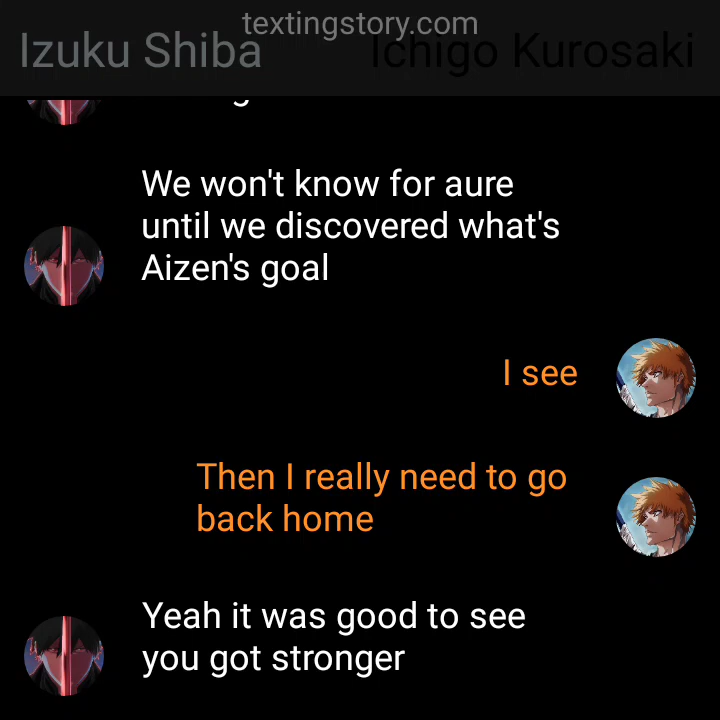 textingstory.com
Izuku Shiba
Ichigo Kurosaki
We won't know for aure
until we discovered what's
Aizen's goal
I see
Then I really need to go
back home
Yeah it was good to see
you got stronger